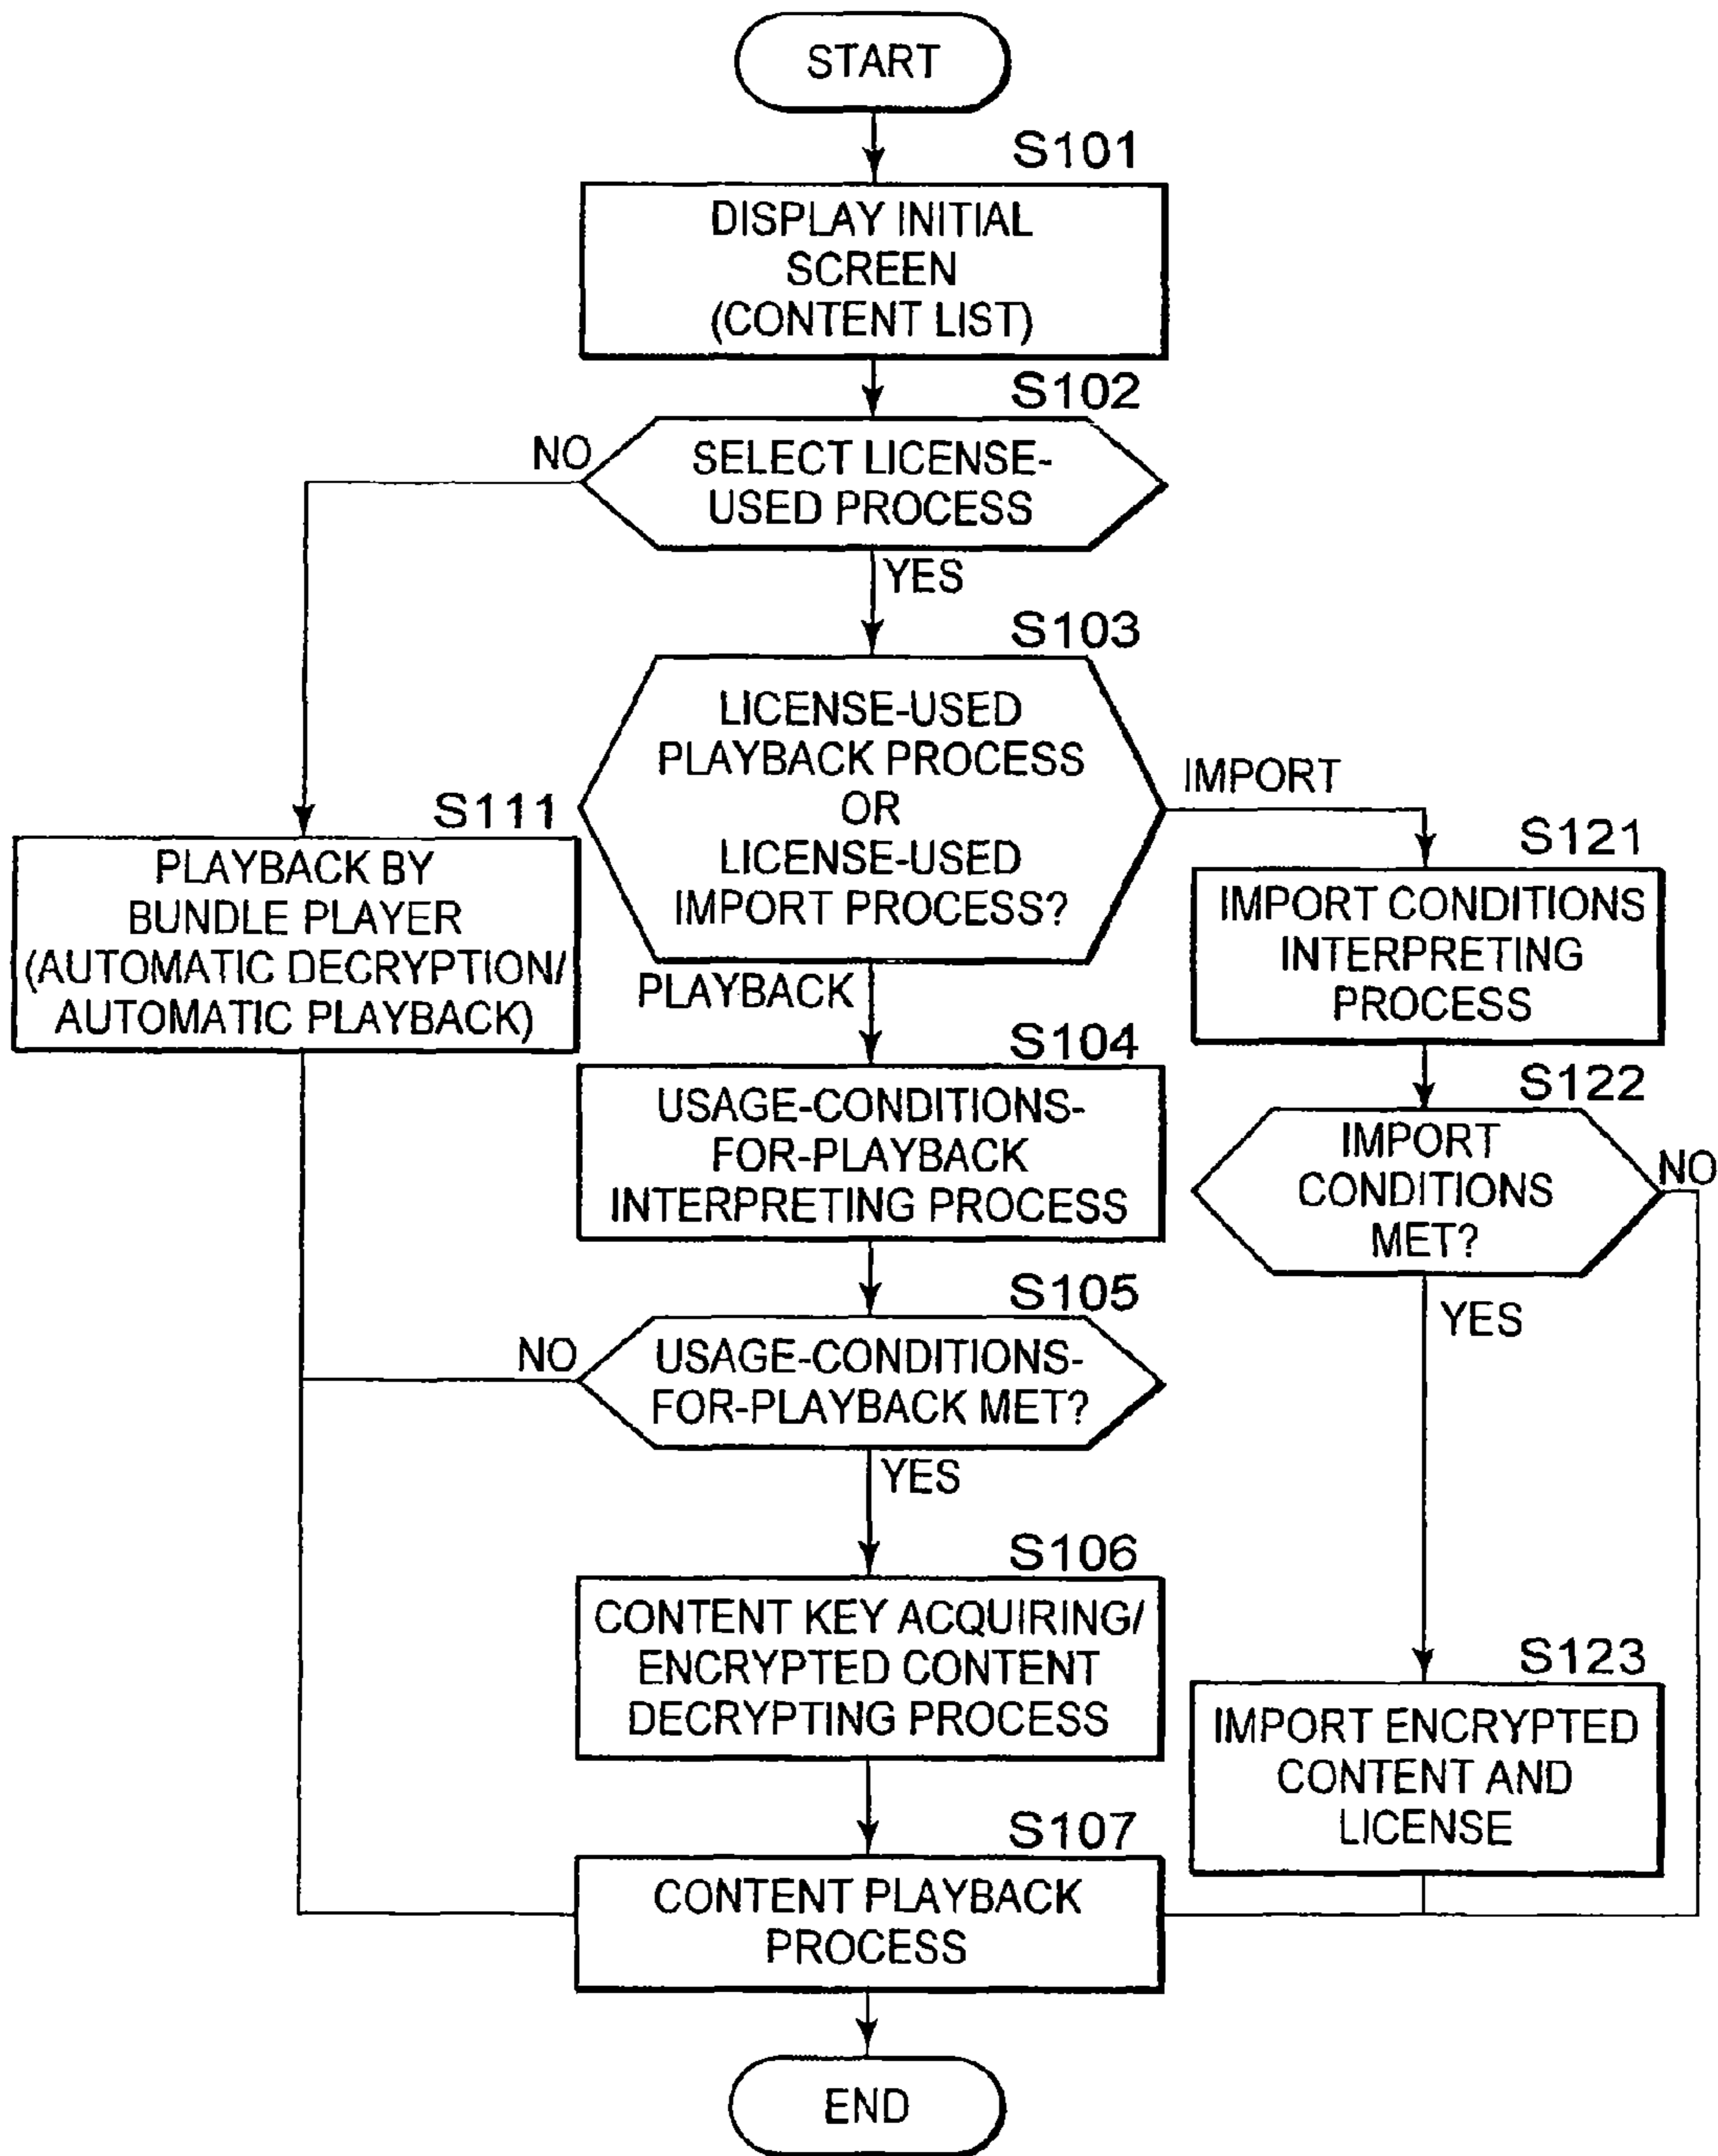 START
S101
DISPLAY INITIAL
SCREEN
(CONTENT LIST)
S102
NO
SELECT LICENSE-
USED PROCESS
YES
S103
LICENSE-USED
PLAYBACK PROCESS
OR
LICENSE-USED
IMPORT PROCESS?
IMPORT
PLAYBACK
S111
PLAYBACK BY
BUNDLE PLAYER
(AUTOMATIC DECRYPTION/
AUTOMATIC PLAYBACK)
S121
IMPORT CONDITIONS
INTERPRETING
PROCESS
S104
USAGE-CONDITIONS-
FOR-PLAYBACK
INTERPRETING PROCESS
S122
IMPORT
CONDITIONS
MET?
NO
YES
S105
NO
USAGE-CONDITIONS-
FOR-PLAYBACK MET?
YES
S106
CONTENT KEY ACQUIRING/
ENCRYPTED CONTENT
DECRYPTING PROCESS
S123
IMPORT ENCRYPTED
CONTENT AND
LICENSE
S107
CONTENT PLAYBACK
PROCESS
END